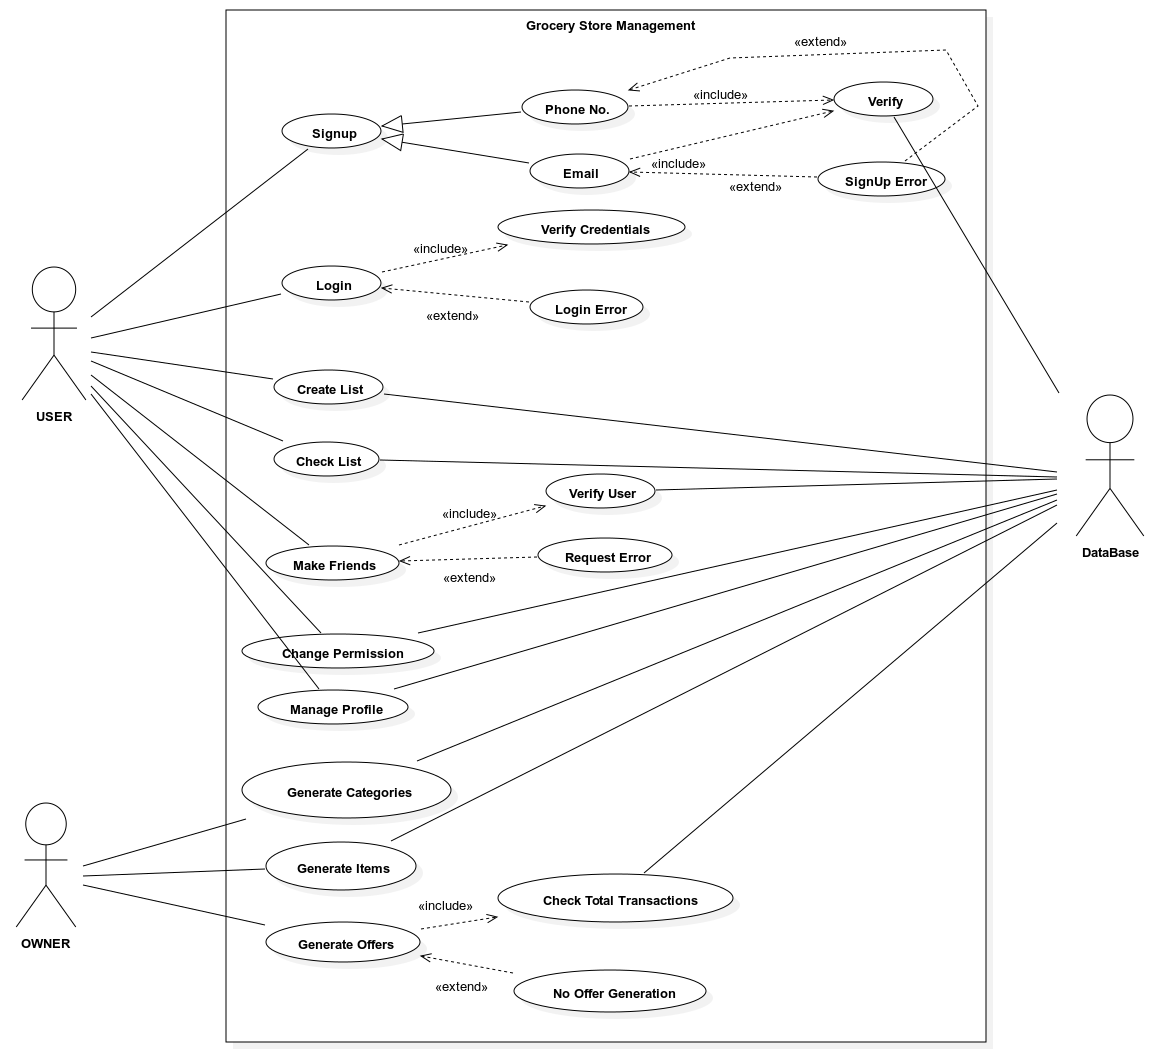 Grocery Store Management
«extend»
Phone No.
«include»
Verify
Signup
Email
«include»
«extend»
SignUp Error
Verify Credentials
«include»
Login
Login Error
«extend»
USER
Create List
Check List
Verify User
«include»
Make Friends
Request Error
«extend»
DataBase
Change Permission
Manage Profile
Generate Categories
Generate Items
Check Total Transactions
«include»
Generate Offers
OWNER
«extend»
No Offer Generation